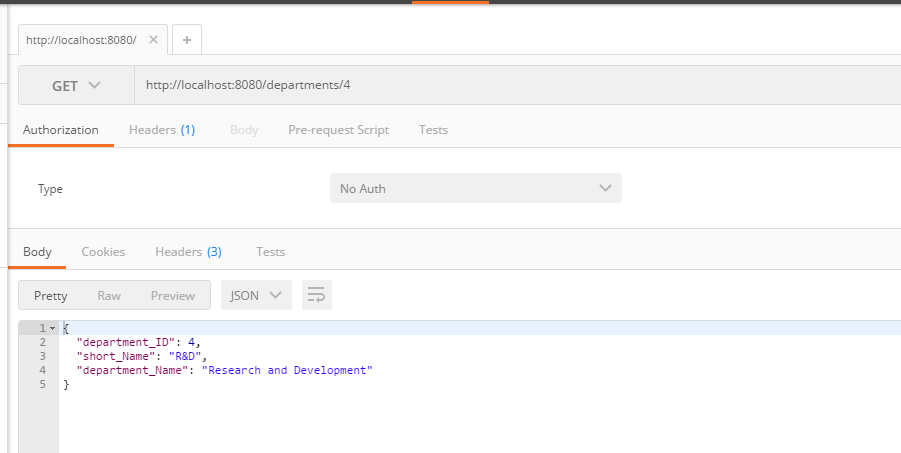 http://localhost:8080/ ✕ +
GET http://localhost:8080/departments/4
Authorization Headers (1) Body Pre-request Script Tests
Type No Auth
Body Cookies Headers (3) Tests
Pretty Raw Preview JSON
1 {
2 "department_ID": 4,
3 "short_Name": "R&D",
4 "department_Name": "Research and Development"
5 }